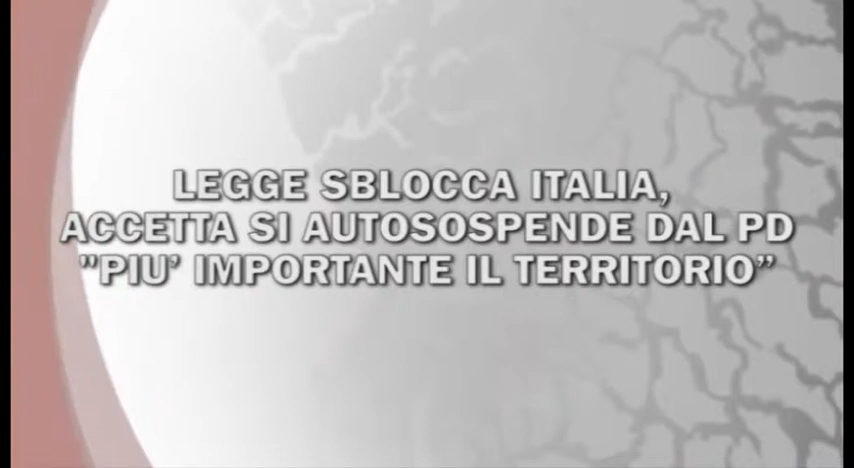 LEGGE SBLOCCA ITALIA,
ACCETTA SI AUTOSOSPENDE DAL PD
"PIU’ IMPORTANTE IL TERRITORIO”